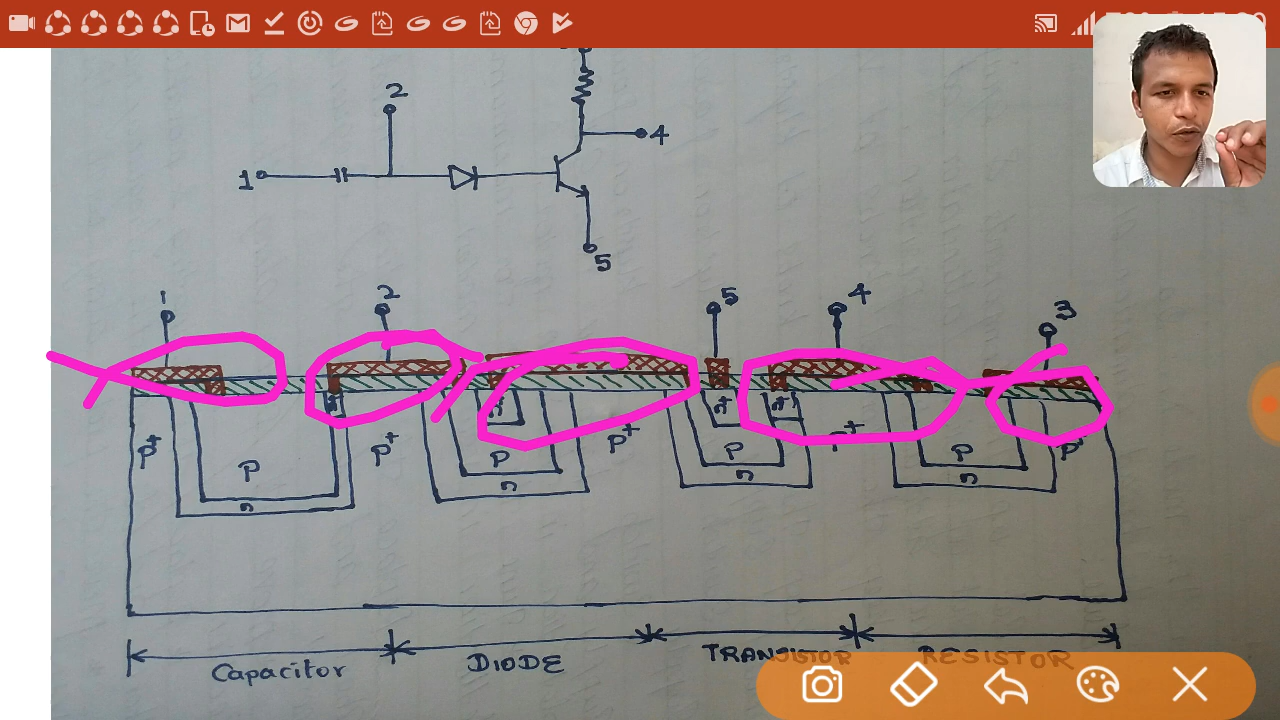 2
4
1
5
1 2 5 4 3
n+ n+ n+
p+ p+ p+ p+ p+
P P P P
n n n n
Capacitor DIODE TRANSISTOR RESISTOR